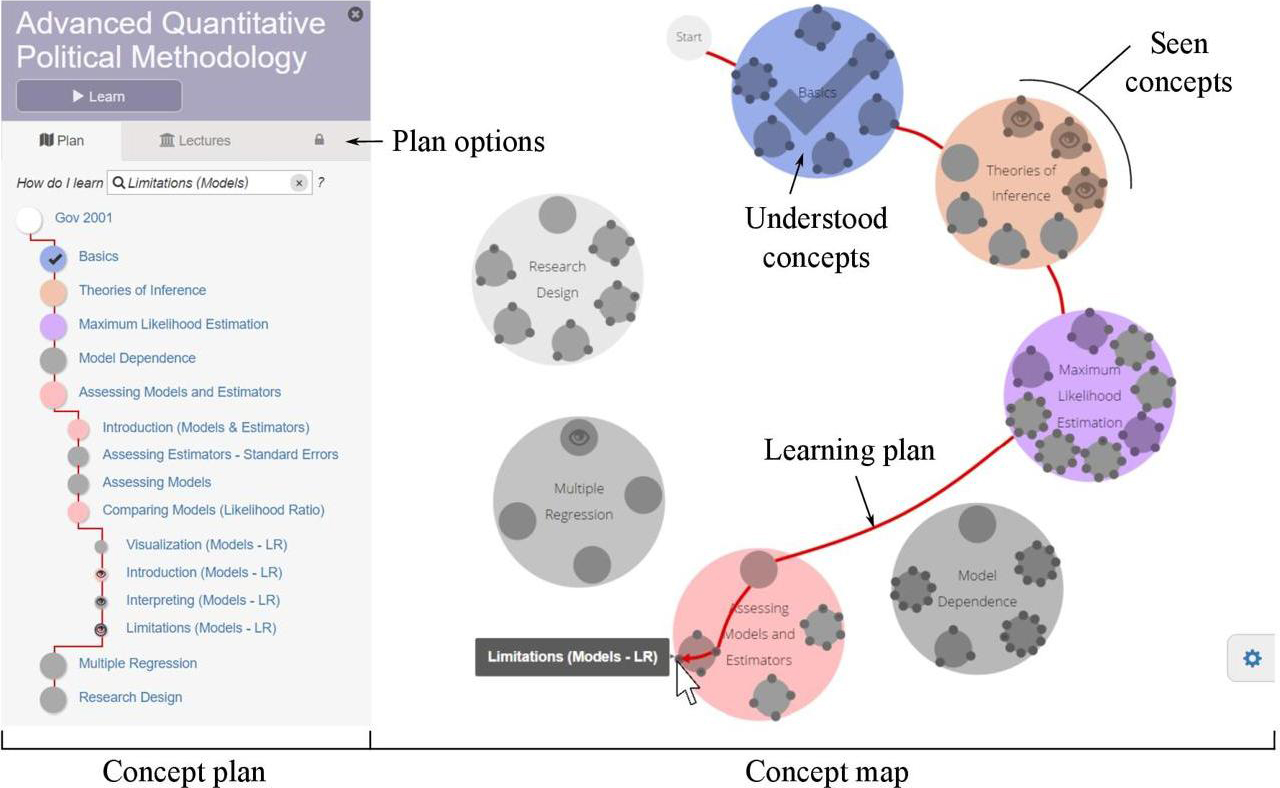 Advanced Quantitative
Political Methodology
Learn
Plan
Lectures
How do I learn Limitations (Models) × ?
Gov 2001
Basics
Theories of Inference
Maximum Likelihood Estimation
Model Dependence
Assessing Models and Estimators
Introduction (Models & Estimators)
Assessing Estimators - Standard Errors
Assessing Models
Comparing Models (Likelihood Ratio)
Visualization (Models - LR)
Introduction (Models - LR)
Interpreting (Models - LR)
Limitations (Models - LR)
Multiple Regression
Research Design
Concept plan
Plan options
Start
Basics
Understood
concepts
Seen
concepts
Theories of
Inference
Research
Design
Maximum
Likelihood
Estimation
Learning plan
Multiple
Regression
Model
Dependence
Assessing
Models and
Estimators
Limitations (Models - LR)
Concept map